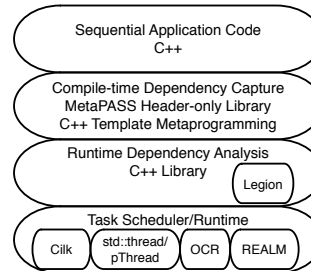 Sequential Application Code
C++
Compile-time Dependency Capture
MetaPASS Header-only Library
C++ Template Metaprogramming
Runtime Dependency Analysis
C++ Library
Legion
Task Scheduler/Runtime
Cilk
std::thread/
pThread
OCR
REALM